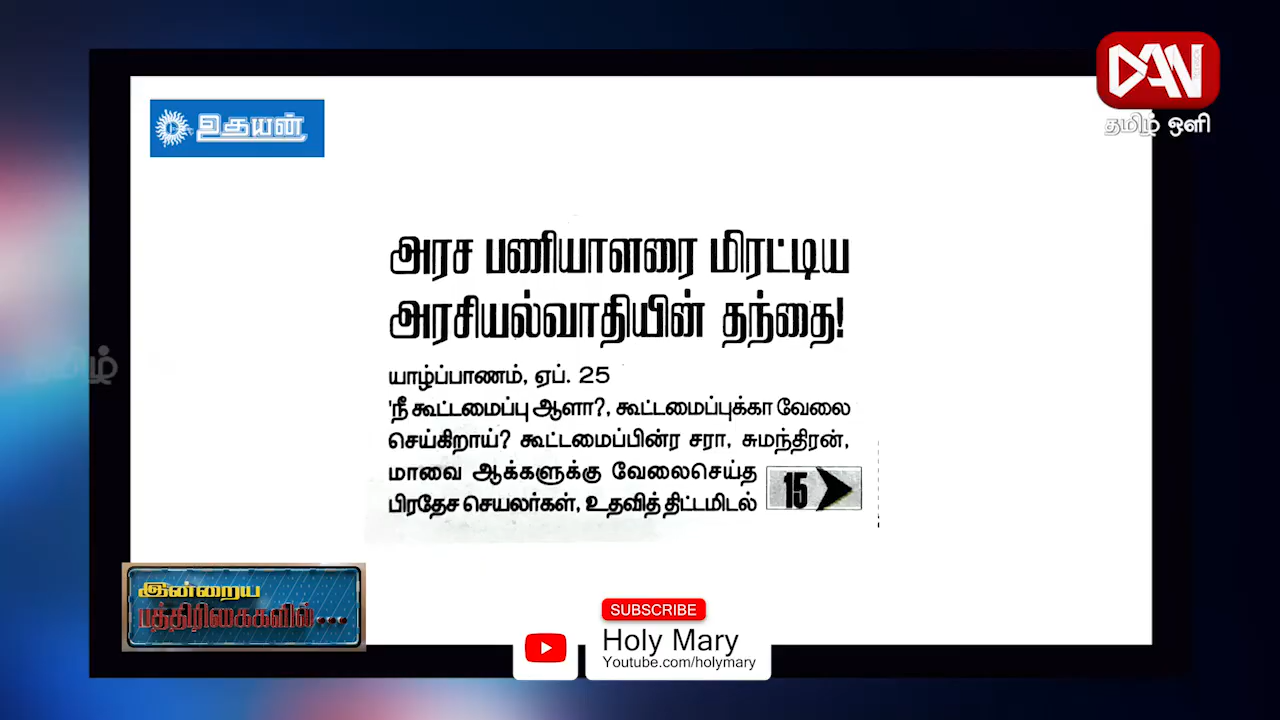 உதயன்
DAN
தமிழ் ஒளி
அரச பணியாளரை மிரட்டிய
அரசியல்வாதியின் தந்தை!
யாழ்ப்பாணம், ஏப். 25
'நீ கூட்டமைப்பு ஆளா?, கூட்டமைப்புக்கா வேலை
செய்கிறாய்? கூட்டமைப்பின்ர சரா, சுமந்திரன்,
மாவை ஆக்களுக்கு வேலைசெய்த
பிரதேச செயலர்கள், உதவித் திட்டமிடல்
15
தமிழ்
இன்றைய
பத்திரிகைகளில்...
SUBSCRIBE
Holy Mary
Youtube.com/holymary